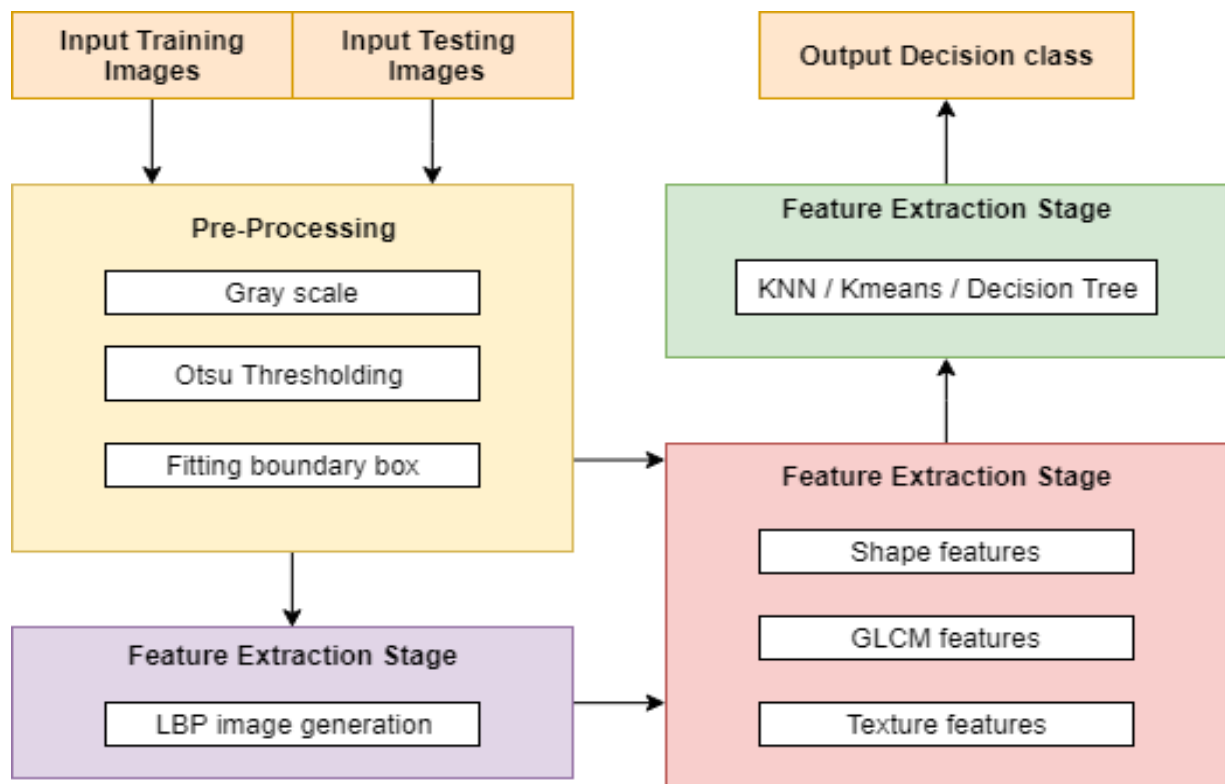 Input Training
Images
Input Testing
Images
Output Decision class
Pre-Processing
Gray scale
Otsu Thresholding
Fitting boundary box
Feature Extraction Stage
LBP image generation
Feature Extraction Stage
KNN / Kmeans / Decision Tree
Feature Extraction Stage
Shape features
GLCM features
Texture features